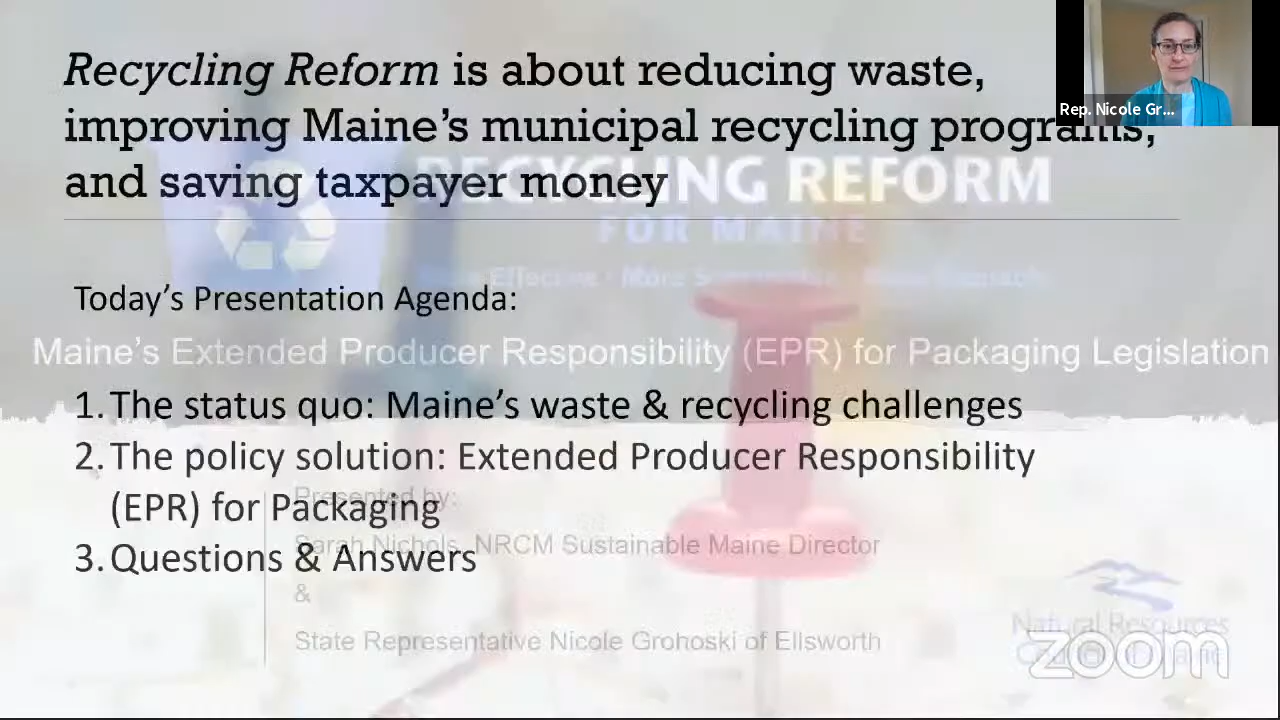 Recycling Reform is about reducing waste,
Rep. Nicole Gr...
improving Maine's municipal recycling programs,
RECYCLING REFORM
and saving taxpayer money
FOR MAINE
Effective · More
Today's Presentation Agenda:
Maine's Extended Producer Responsibility (EPR) for Packaging Legislation
1. The status quo: Maine's waste & recycling challenges
2. The policy solution: Extended Producer Responsibility
(EPR) for Packaging
Presented by:
Sarah Nichols, NRCM Sustainable Maine Director
3. Questions & Answers
&
State Representative Nicole Grohoski of Ellsworth
Natural Resources
zoom